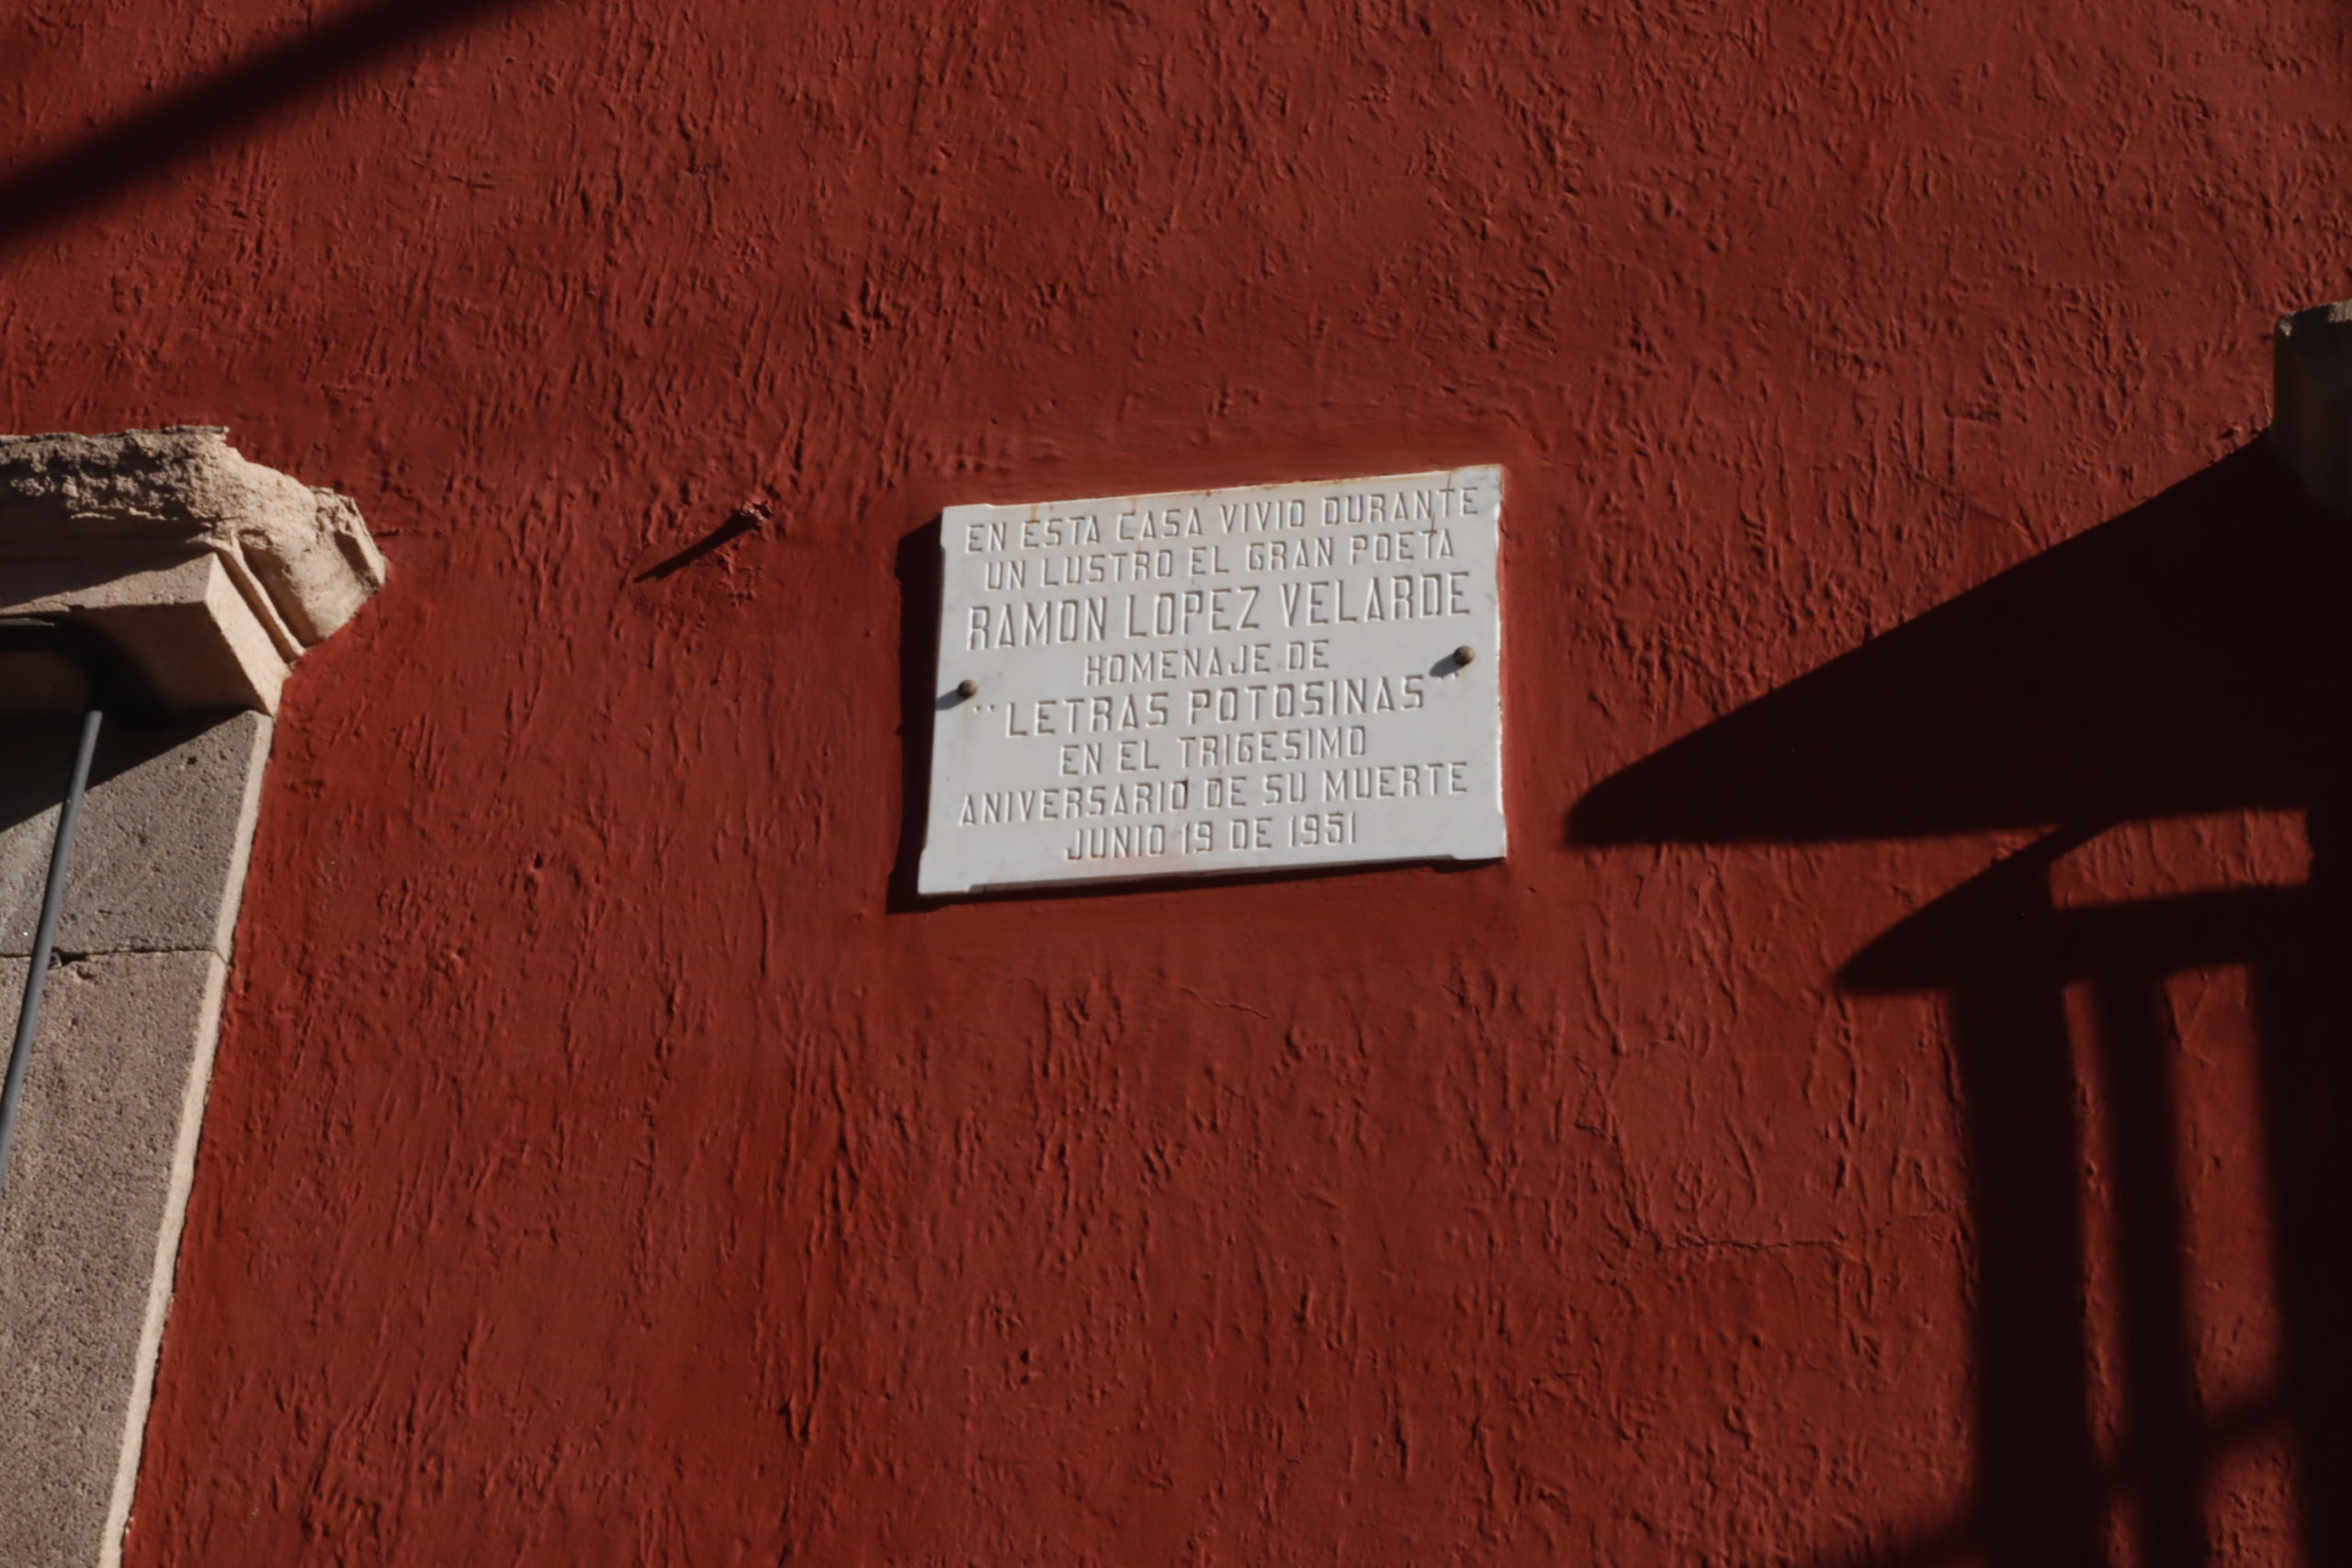 EN ESTA CASA VIVIO DURANTE
UN LUSTRO EL GRAN POETA
RAMON LOPEZ VELARDE
HOMENAJE DE
"LETRAS POTOSINAS"
EN EL TRIGESIMO
ANIVERSARIO DE SU MUERTE
JUNIO 19 DE 1951